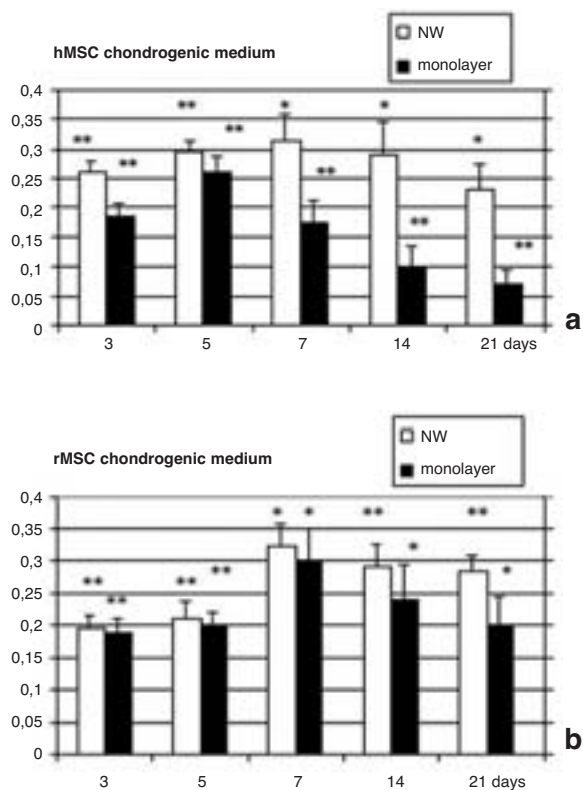 NW
hMSC chondrogenic medium
monolayer
0,4
** ** * *
0,35
** *
0,3
** **
0,25
**
0,2
** **
0,15
0,1
0,05
0
3 5 7 14 21 days
a
NW
rMSC chondrogenic medium
monolayer
0,4
* * ** **
0,35
*
0,3
** ** ** *
0,25
**
0,2
0,15
0,1
0,05
0
3 5 7 14 21 days
b